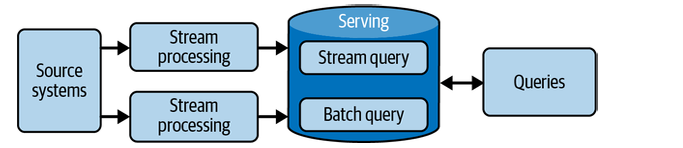 Source
systems
Stream
processing
Stream
processing
Serving
Stream query
Batch query
Queries